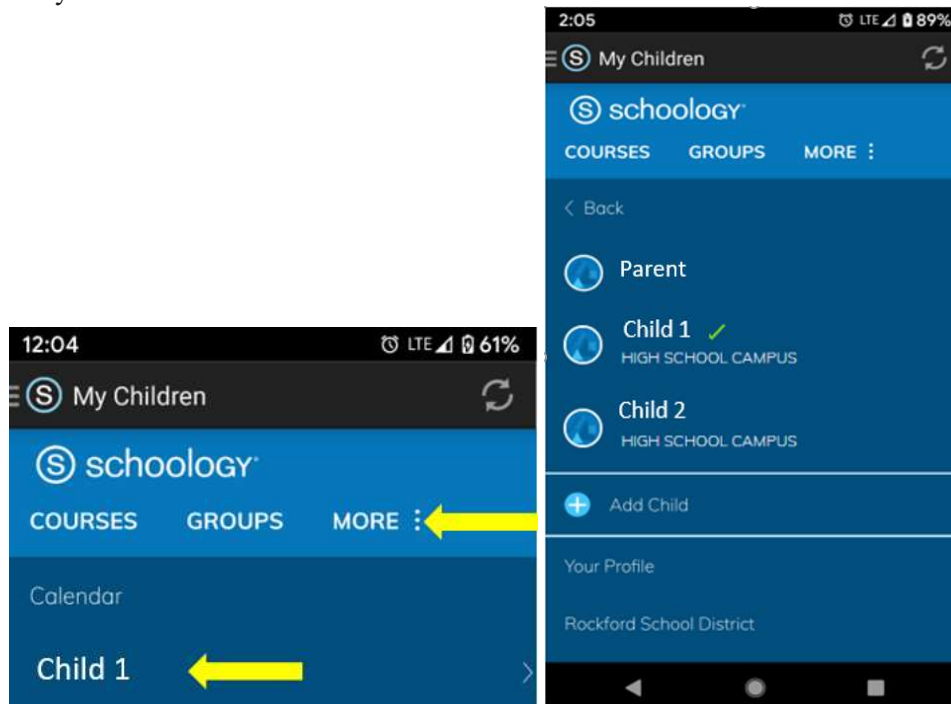 12:04 LTE 61%
My Children
schoology
COURSES GROUPS MORE
Calendar
Child 1
2:05 LTE 89%
My Children
schoology
COURSES GROUPS MORE
< Back
Parent
Child 1
HIGH SCHOOL CAMPUS
Child 2
HIGH SCHOOL CAMPUS
Add Child
Your Profile
Rockford School District